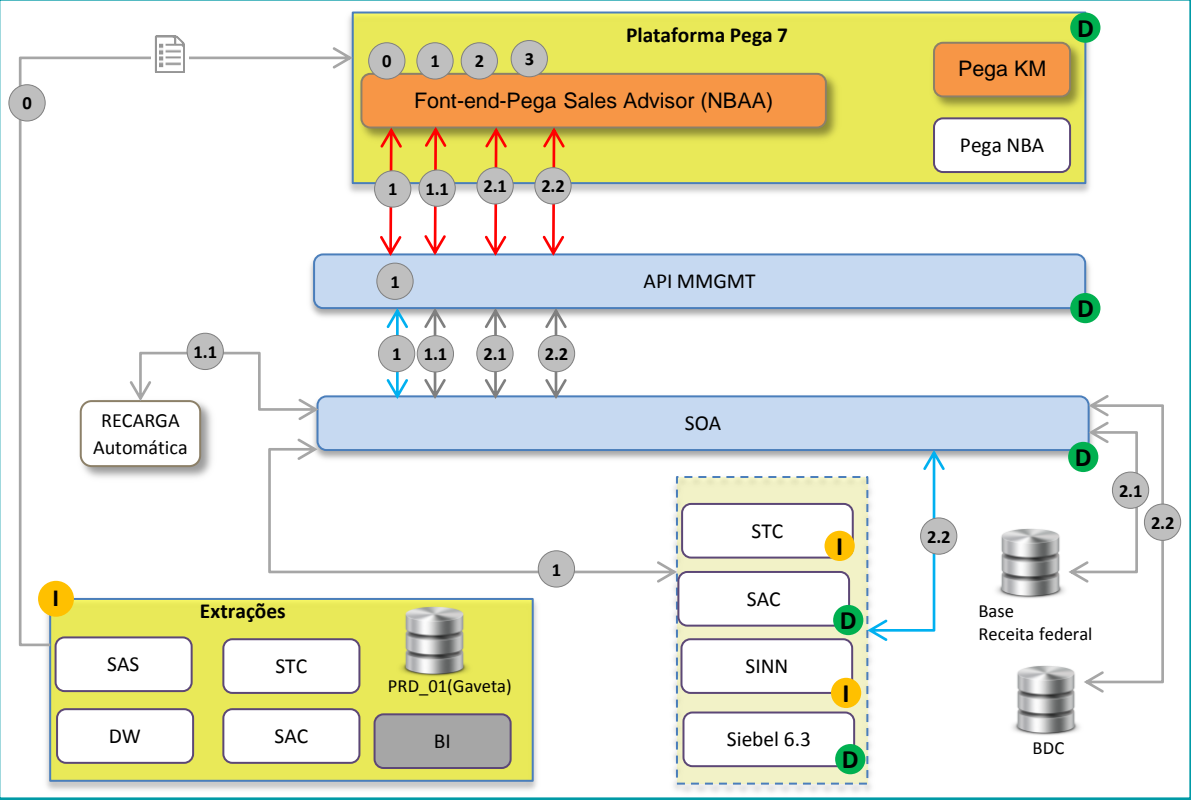 Plataforma Pega 7
D
0
0
1
2
3
Font-end-Pega Sales Advisor (NBAA)
Pega KM
Pega NBA
1
1.1
2.1
2.2
1
API MMGMT
D
1
1.1
2.1
2.2
1.1
RECARGA
Automática
SOA
D
2.1
2.2
2.2
1
STC
I
SAC
D
SINN
I
Siebel 6.3
D
Base
Receita federal
BDC
I
Extrações
SAS
STC
PRD_01(Gaveta)
DW
SAC
BI